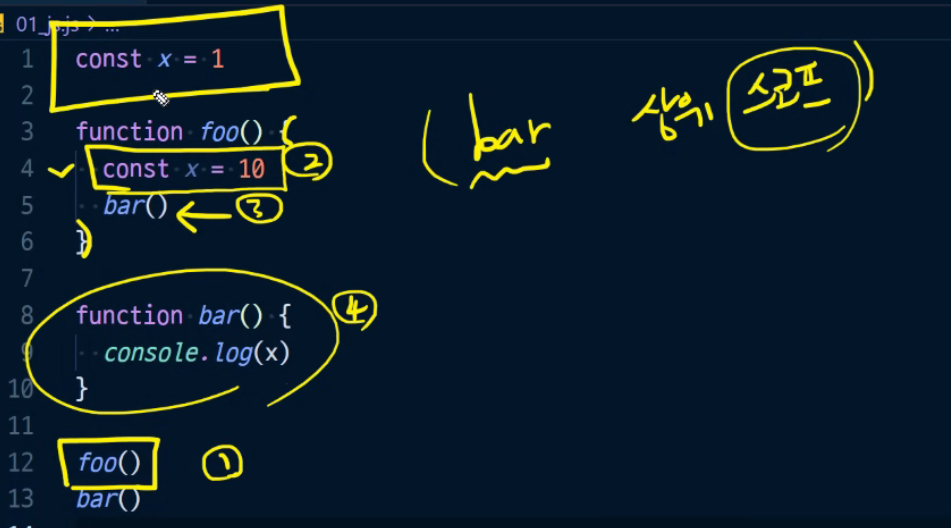 01_js.js > ...
1 const x = 1
2
3 function foo() {
4 const x = 10 ②
5 bar() ③
6 }
7
8 function bar() { ④
9 console.log(x)
10 }
11
12 foo() ①
13 bar()
(bar 상위 스코프)